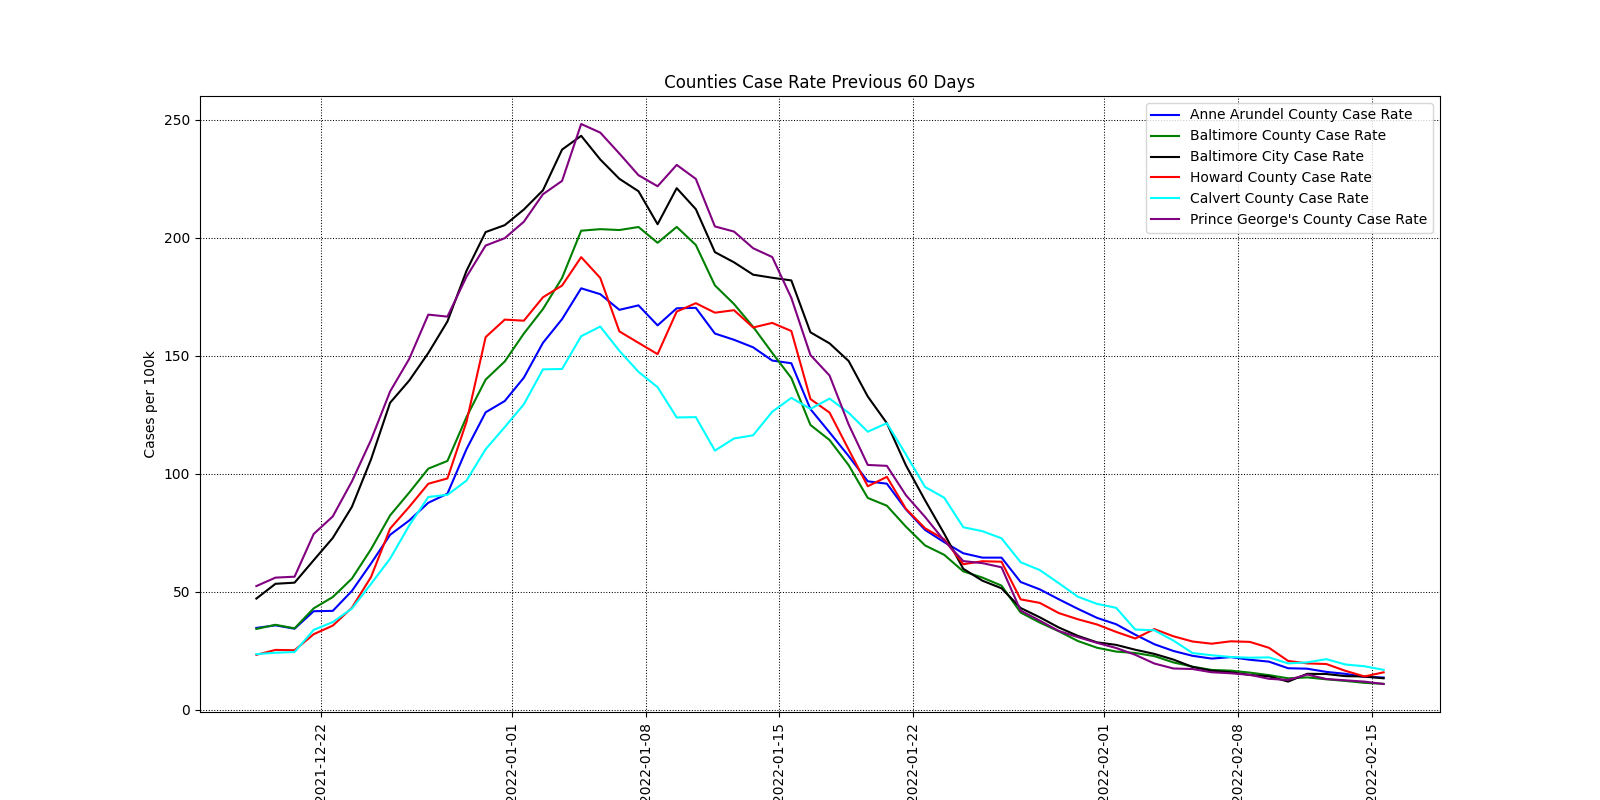 Counties Case Rate Previous 60 Days
Cases per 100k
250
200
150
100
50
0
Anne Arundel County Case Rate
Baltimore County Case Rate
Baltimore City Case Rate
Howard County Case Rate
Calvert County Case Rate
Prince George's County Case Rate
2021-12-22
2022-01-01
2022-01-08
2022-01-15
2022-01-22
2022-02-01
2022-02-08
2022-02-15